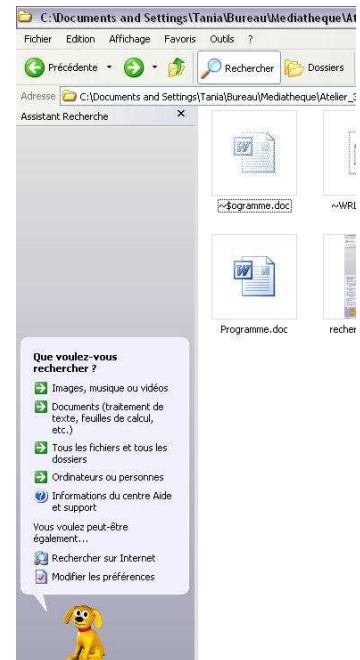 C:\Documents and Settings\Tania\Bureau\Mediatheque\At
Fichier Edition Affichage Favoris Outils ?
Précédente Rechercher Dossiers
Adresse C:\Documents and Settings\Tania\Bureau\Mediatheque\Atelier_3
Assistant Recherche ×
~$ogramme.doc ~WRL
Programme.doc recher
Que voulez-vous
rechercher ?
Images, musique ou vidéos
Documents (traitement de
texte, feuilles de calcul,
etc.)
Tous les fichiers et tous les
dossiers
Ordinateurs ou personnes
Informations du centre Aide
et support
Vous voulez peut-être
également...
Rechercher sur Internet
Modifier les préférences